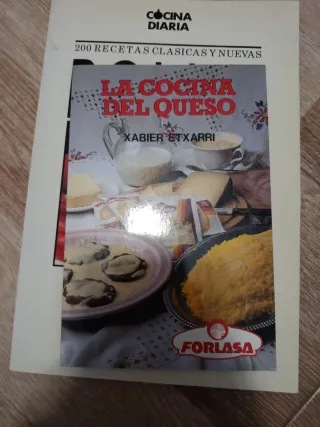 COCINA
DIARIA
200 RECETAS CLASICAS Y NUEVAS
LA COCINA
DEL QUESO
XABIER ETXARRI
FORLASA